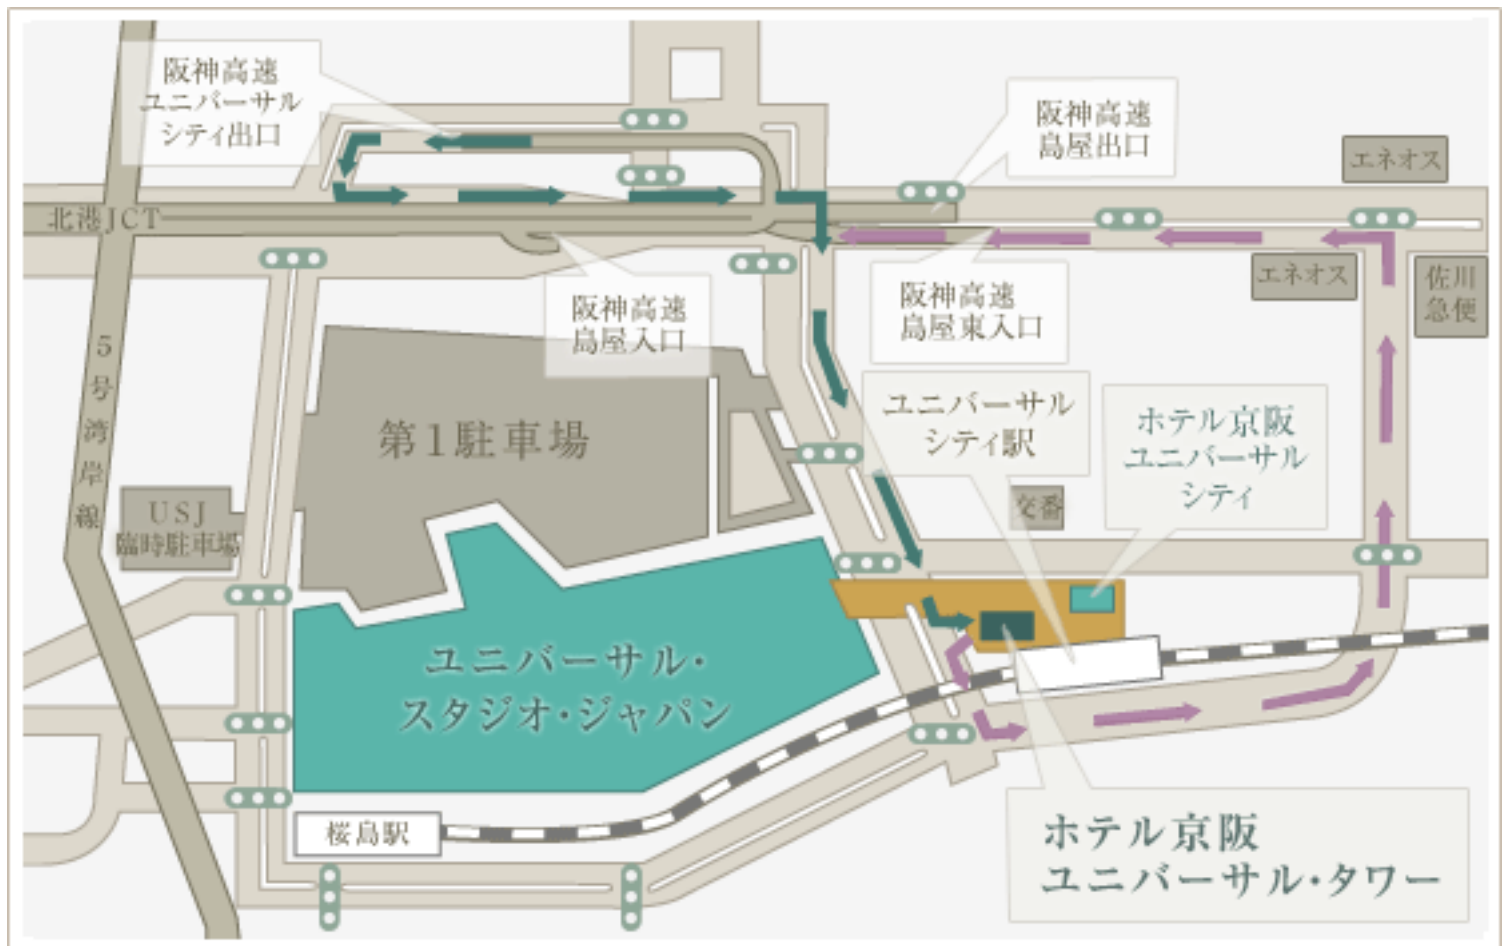 阪神高速
ユニバーサル
シティ出口
阪神高速
島屋出口
エネオス
北港JCT
阪神高速
島屋入口
阪神高速
島屋東入口
エネオス
佐川
急便
5号湾岸線
第1駐車場
ユニバーサル
シティ駅
ホテル京阪
ユニバーサル
シティ
交番
USJ
臨時駐車場
ユニバーサル・
スタジオ・ジャパン
桜島駅
ホテル京阪
ユニバーサル・タワー